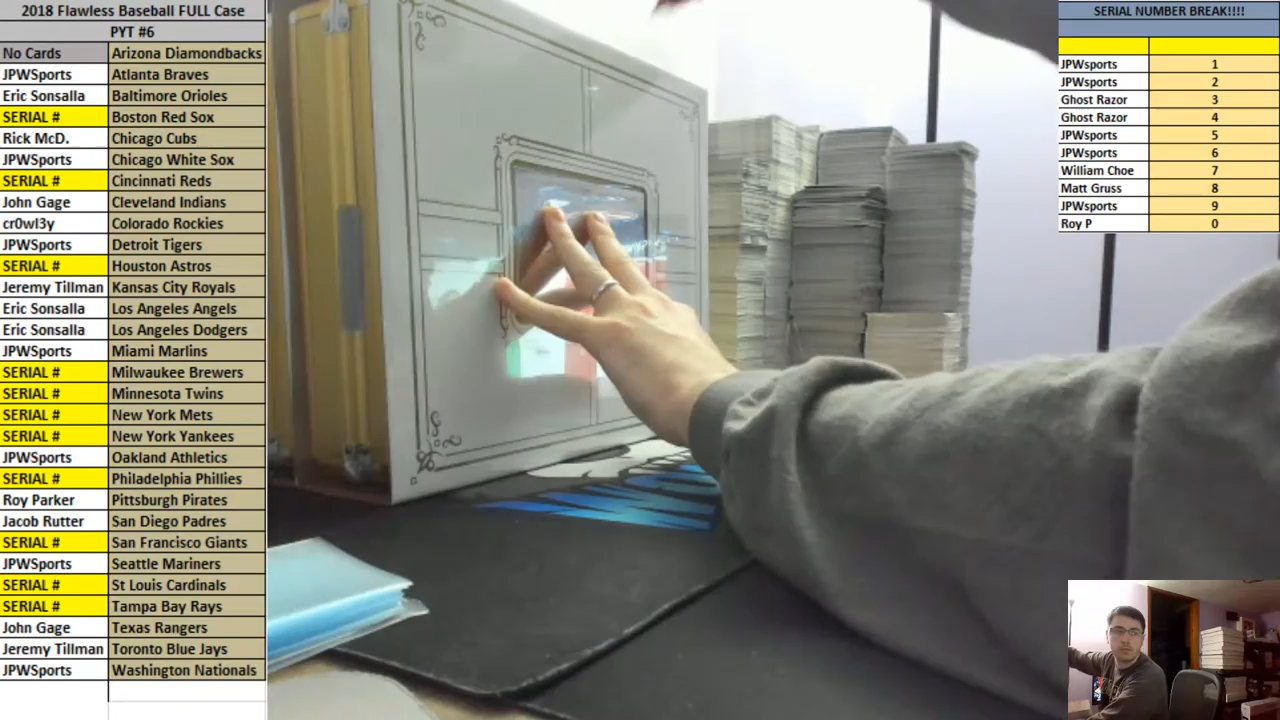 2018 Flawless Baseball FULL Case
PYT #6
No Cards Arizona Diamondbacks
JPWSports Atlanta Braves
Eric Sonsalla Baltimore Orioles
SERIAL # Boston Red Sox
Rick McD. Chicago Cubs
JPWSports Chicago White Sox
SERIAL # Cincinnati Reds
John Gage Cleveland Indians
cr0wl3y Colorado Rockies
JPWSports Detroit Tigers
SERIAL # Houston Astros
Jeremy Tillman Kansas City Royals
Eric Sonsalla Los Angeles Angels
Eric Sonsalla Los Angeles Dodgers
JPWSports Miami Marlins
SERIAL # Milwaukee Brewers
SERIAL # Minnesota Twins
SERIAL # New York Mets
SERIAL # New York Yankees
JPWSports Oakland Athletics
SERIAL # Philadelphia Phillies
Roy Parker Pittsburgh Pirates
Jacob Rutter San Diego Padres
SERIAL # San Francisco Giants
JPWSports Seattle Mariners
SERIAL # St Louis Cardinals
SERIAL # Tampa Bay Rays
John Gage Texas Rangers
Jeremy Tillman Toronto Blue Jays
JPWSports Washington Nationals
SERIAL NUMBER BREAK!!!!
JPWsports 1
JPWsports 2
Ghost Razor 3
Ghost Razor 4
JPWsports 5
JPWsports 6
William Choe 7
Matt Gruss 8
JPWsports 9
Roy P 0